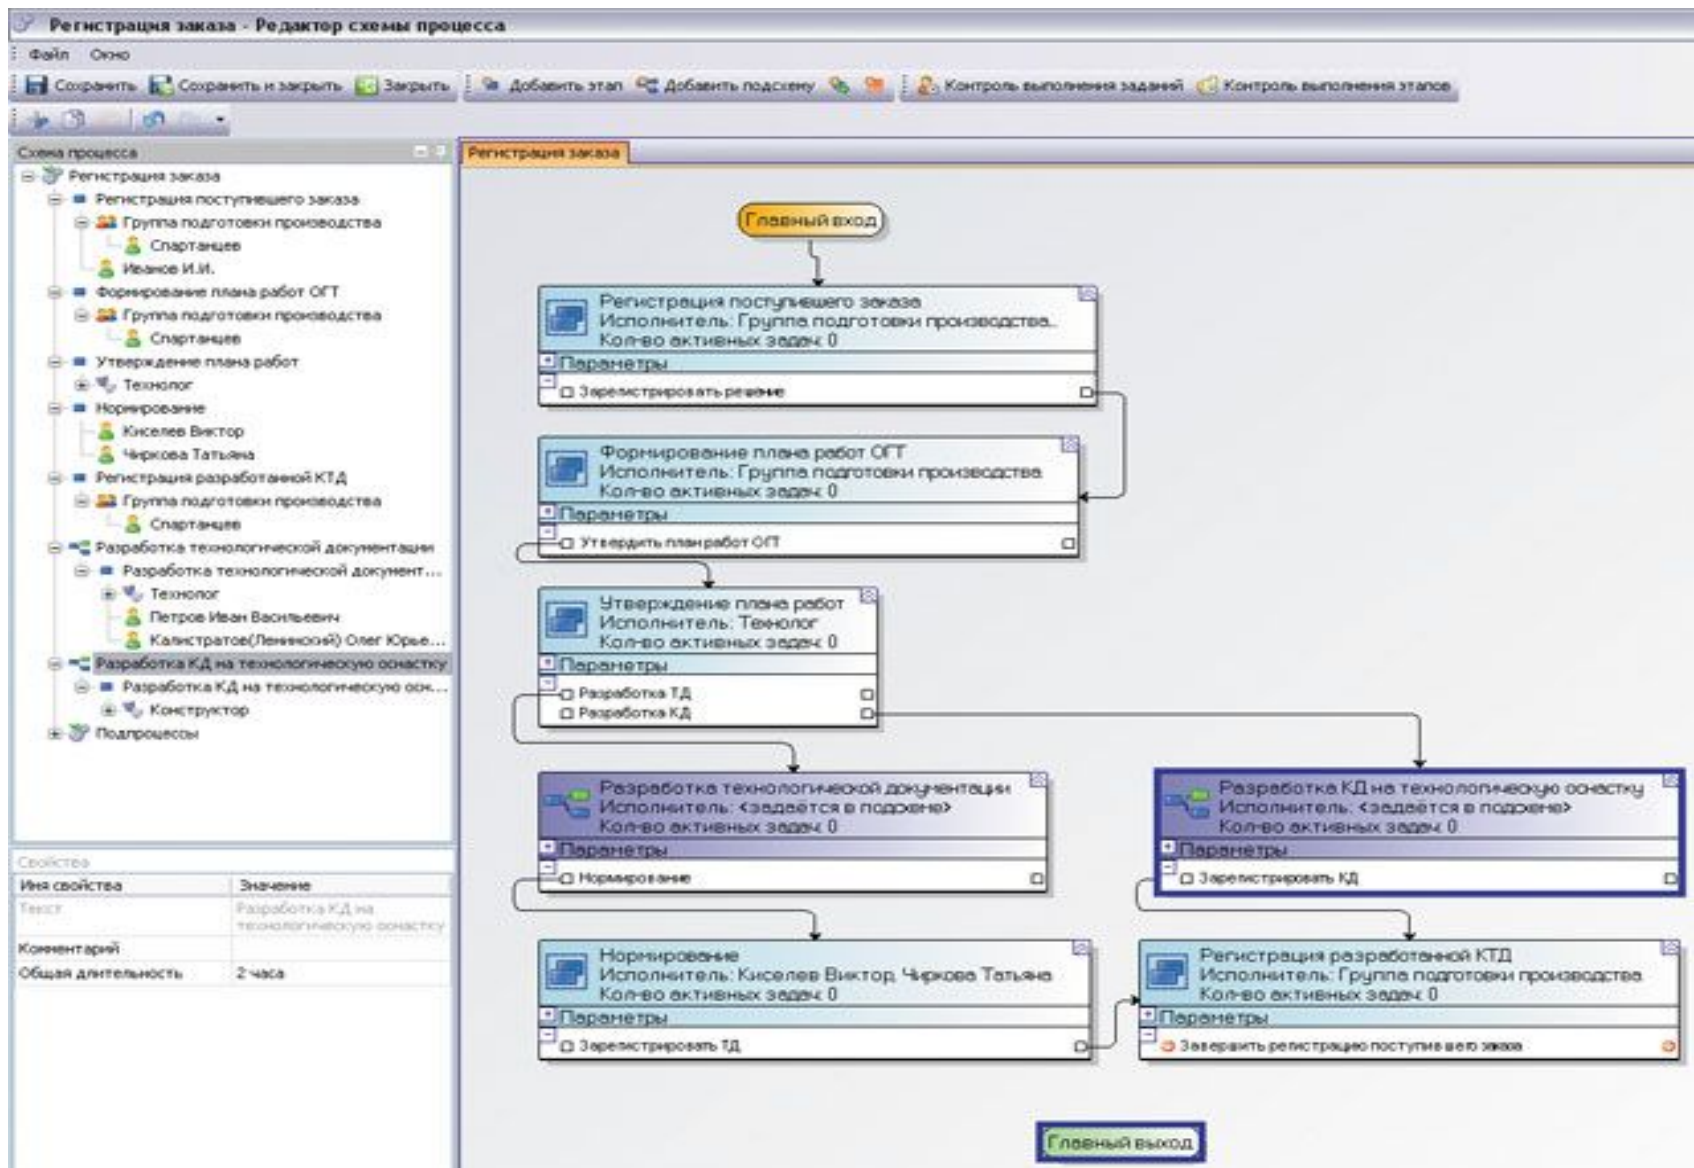 Регистрация заказа - Редактор схемы процесса
Файл Окно
Сохранить Сохранить и закрыть Закрыть Добавить этап Добавить подсхему Контроль выполнения заданий Контроль выполнения этапов
Схема процесса
Регистрация заказа
Регистрация поступившего заказа
Группа подготовки производства
Спартанцев
Иванов И.И.
Формирование плана работ ОГТ
Группа подготовки производства
Спартанцев
Утверждение плана работ
Технолог
Нормирование
Киселев Виктор
Чиркова Татьяна
Регистрация разработанной КТД
Группа подготовки производства
Спартанцев
Разработка технологической документации
Разработка технологической документ...
Технолог
Петров Иван Васильевич
Калистратов(Ленинский) Олег Юрье...
Разработка КД на технологическую оснастку
Разработка КД на технологическую осн...
Конструктор
Подпроцессы
Свойства
Имя свойства Значение
Текст Разработка КД на
технологическую оснастку
Комментарий
Общая длительность 2 часа
Регистрация заказа
Главный вход
Регистрация поступившего заказа
Исполнитель: Группа подготовки производства...
Кол-во активных задач: 0
Параметры
Зарегистрировать решение
Формирование плана работ ОГТ
Исполнитель: Группа подготовки производства
Кол-во активных задач: 0
Параметры
Утвердить план работ ОГТ
Утверждение плана работ
Исполнитель: Технолог
Кол-во активных задач: 0
Параметры
Разработка ТД
Разработка КД
Разработка технологической документации
Исполнитель: <задаётся в подсхеме>
Кол-во активных задач: 0
Параметры
Нормирование
Разработка КД на технологическую оснастку
Исполнитель: <задаётся в подсхеме>
Кол-во активных задач: 0
Параметры
Зарегистрировать КД
Нормирование
Исполнитель: Киселев Виктор, Чиркова Татьяна
Кол-во активных задач: 0
Параметры
Зарегистрировать ТД
Регистрация разработанной КТД
Исполнитель: Группа подготовки производства
Кол-во активных задач: 0
Параметры
Завершить регистрацию поступившего заказа
Главный выход